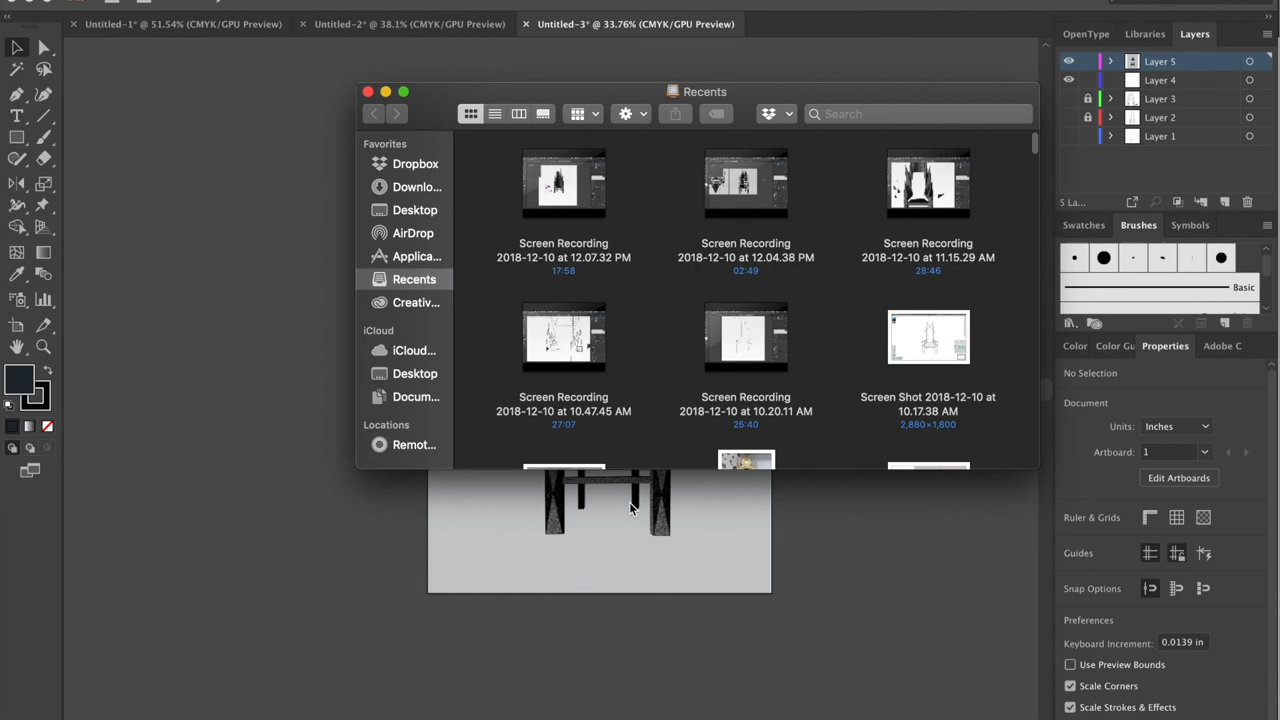 Untitled-1* @ 51.54% (CMYK/GPU Preview)
Untitled-2* @ 38.1% (CMYK/GPU Preview)
Untitled-3* @ 33.76% (CMYK/GPU Preview)
OpenType
Libraries
Layers
Layer 5
Layer 4
Layer 3
Layer 2
Layer 1
5 La...
Recents
Search
Favorites
Dropbox
Downlo...
Desktop
AirDrop
Applica...
Recents
Creativ...
iCloud
iCloud...
Desktop
Docum...
Locations
Remot...
Screen Recording
2018-12-10 at 12.07.32 PM
17:58
Screen Recording
2018-12-10 at 12.04.38 PM
02:49
Screen Recording
2018-12-10 at 11.15.29 AM
28:46
Screen Recording
2018-12-10 at 10.47.45 AM
27:07
Screen Recording
2018-12-10 at 10.20.11 AM
25:40
Screen Shot 2018-12-10 at
10.17.38 AM
2,880×1,800
Swatches
Brushes
Symbols
Basic
Color
Color Gu
Properties
Adobe C
No Selection
Document
Units:
Inches
Artboard:
1
Edit Artboards
Ruler & Grids
Guides
Snap Options
Preferences
Keyboard Increment:
0.0139 in
Use Preview Bounds
Scale Corners
Scale Strokes & Effects